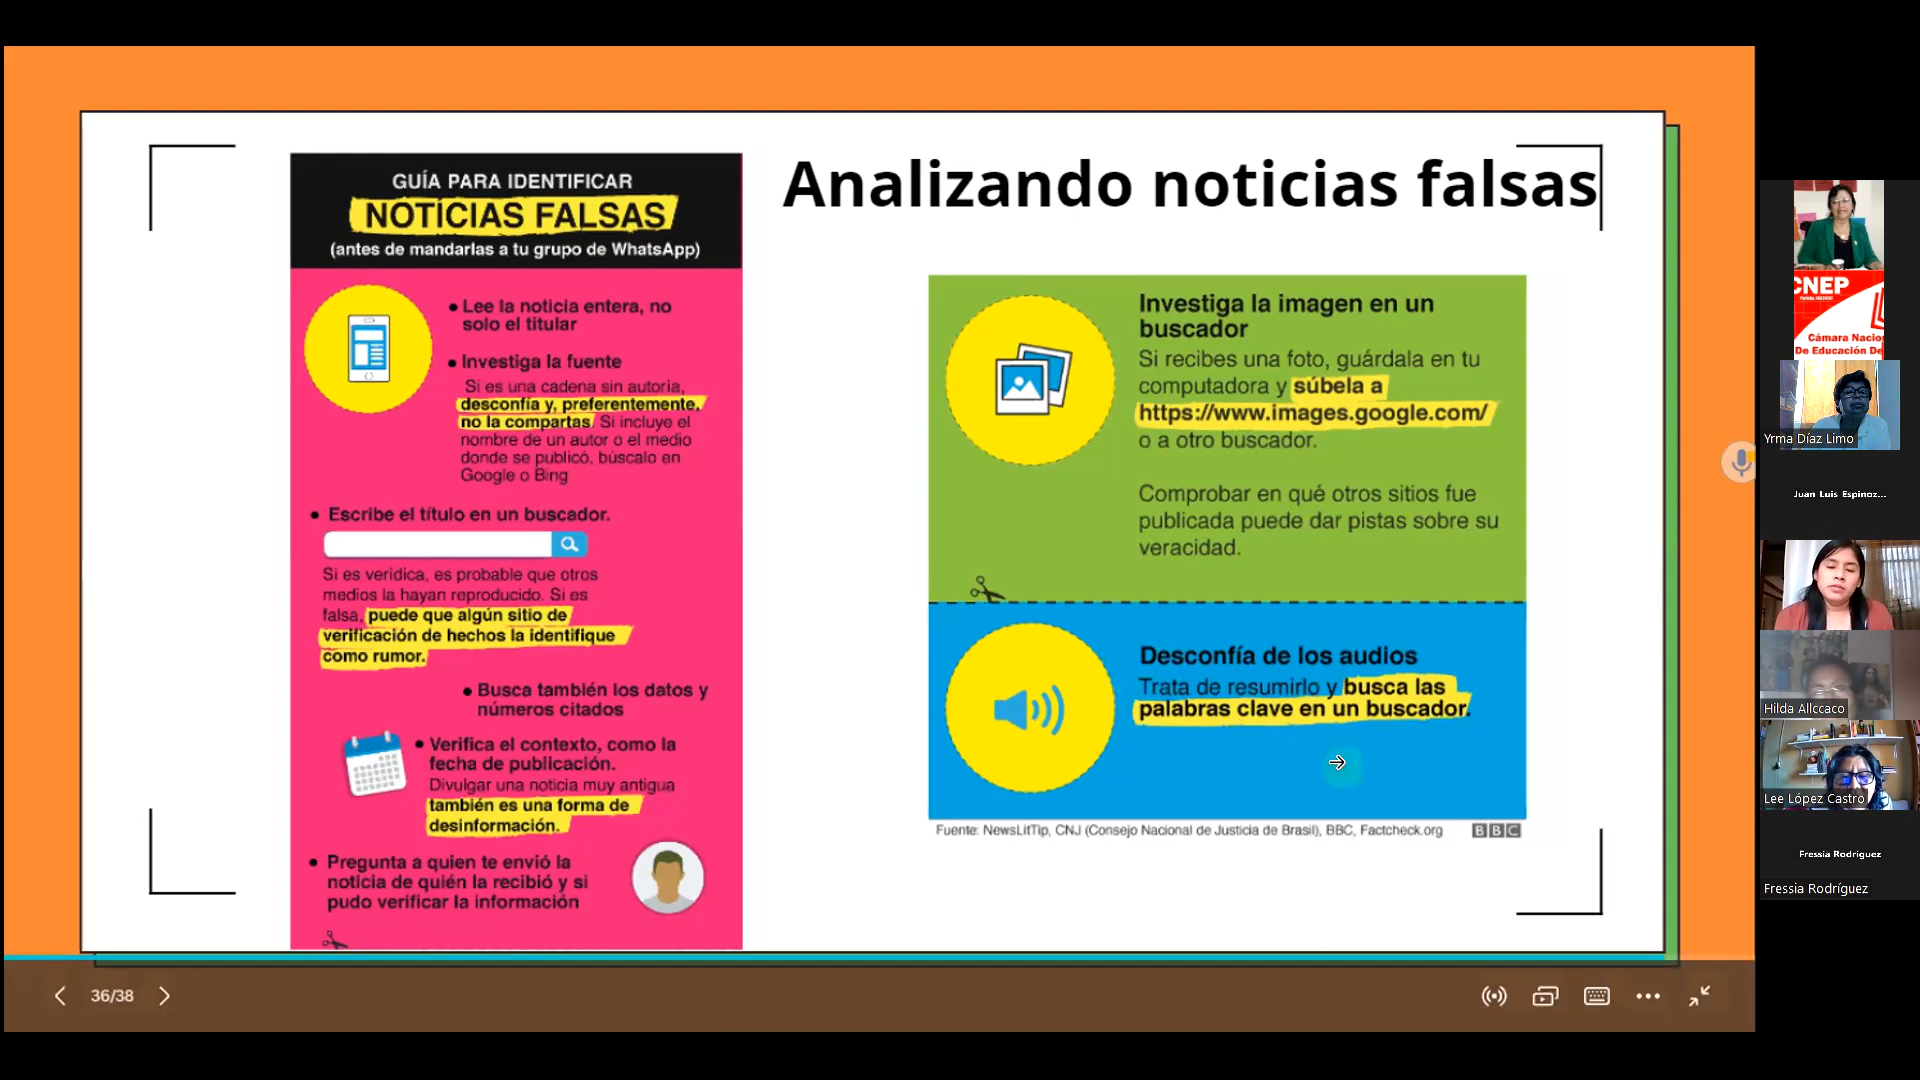 Analizando noticias falsas
GUÍA PARA IDENTIFICAR
NOTICIAS FALSAS
(antes de mandarlas a tu grupo de WhatsApp)
• Lee la noticia entera, no
solo el titular
• Investiga la fuente
Si es una cadena sin autoría,
desconfía y, preferentemente,
no la compartas. Si incluye el
nombre de un autor o el medio
donde se publicó, búscalo en
Google o Bing
• Escribe el título en un buscador.
Si es verídica, es probable que otros
medios la hayan reproducido. Si es
falsa, puede que algún sitio de
verificación de hechos la identifique
como rumor.
• Busca también los datos y
números citados
• Verifica el contexto, como la
fecha de publicación.
Divulgar una noticia muy antigua
también es una forma de
desinformación.
• Pregunta a quien te envió la
noticia de quién la recibió y si
pudo verificar la información
Investiga la imagen en un
buscador
Si recibes una foto, guárdala en tu
computadora y súbela a
https://www.images.google.com/
o a otro buscador.
Comprobar en qué otros sitios fue
publicada puede dar pistas sobre su
veracidad.
Desconfía de los audios
Trata de resumirlo y busca las
palabras clave en un buscador.
Fuente: NewsLitTip, CNJ (Consejo Nacional de Justicia de Brasil), BBC, Factcheck.org
BBC
36/38
CNEP
Cámara Nacio
De Educación De
Yrma Díaz Limo
Juan Luis Espinoz...
Hilda Allccaco
Lee López Castro
Fressia Rodriguez
Fressia Rodríguez